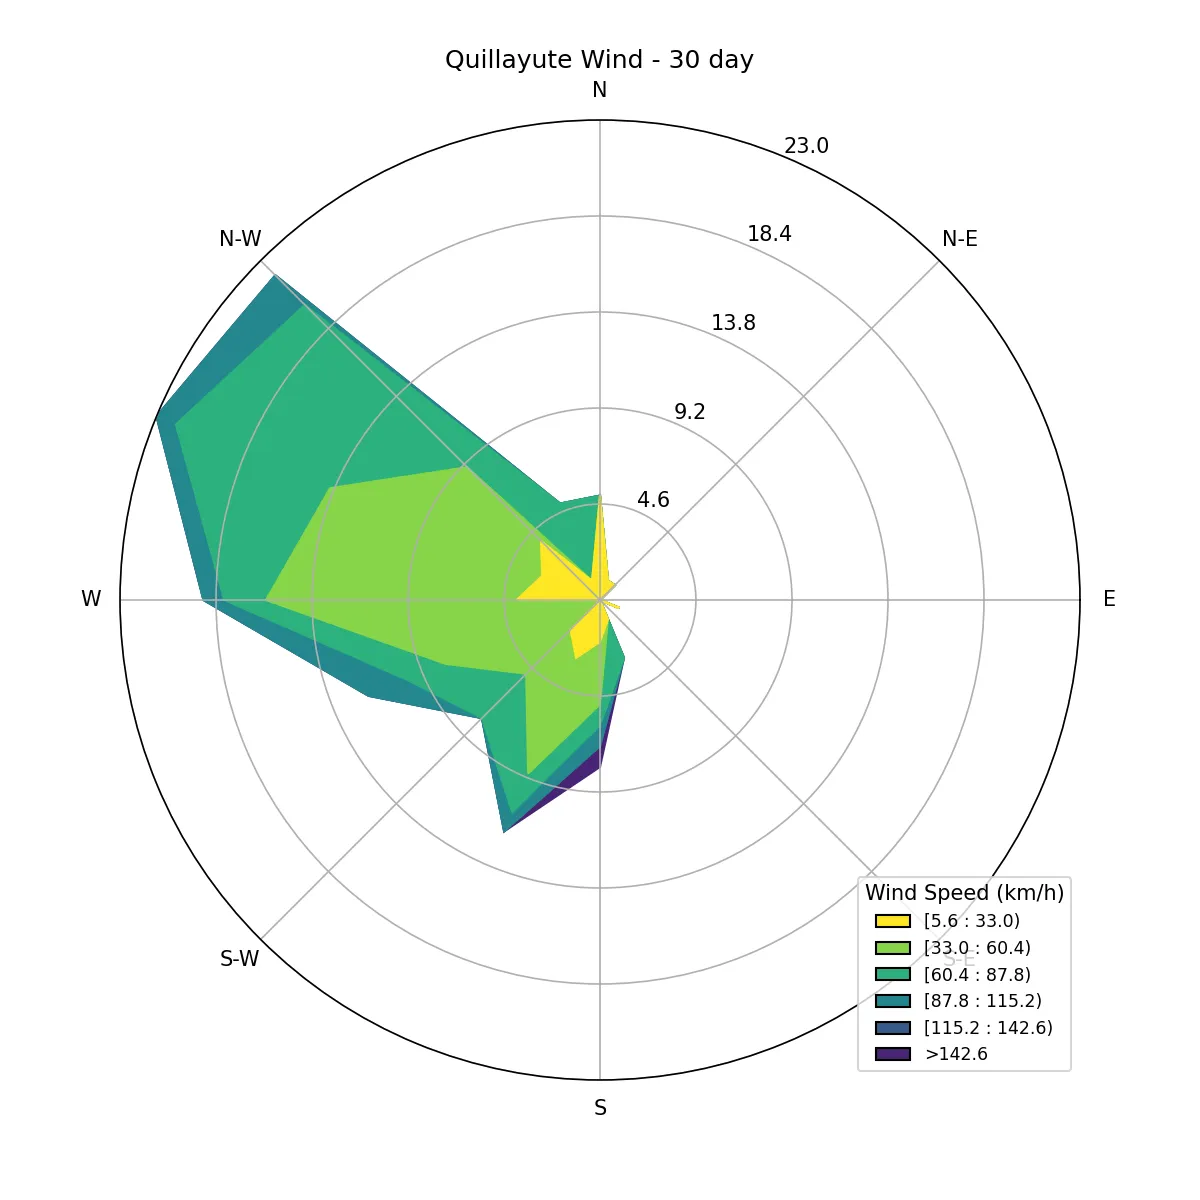 Quillayute Wind - 30 day
N
23.0
18.4
N-W
N-E
13.8
9.2
4.6
W
E
S-W
S-E
Wind Speed (km/h)
[5.6 : 33.0)
[33.0 : 60.4)
[60.4 : 87.8)
[87.8 : 115.2)
[115.2 : 142.6)
>142.6
S